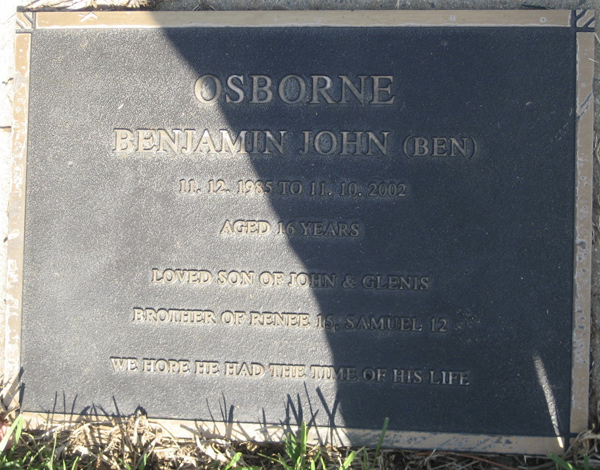 OSBORNE
BENJAMIN JOHN (BEN)
11. 12. 1985 TO 11. 10. 2002
AGED 16 YEARS
LOVED SON OF JOHN & GLENIS
BROTHER OF RENEE 15, SAMUEL 12
WE HOPE HE HAD THE TIME OF HIS LIFE